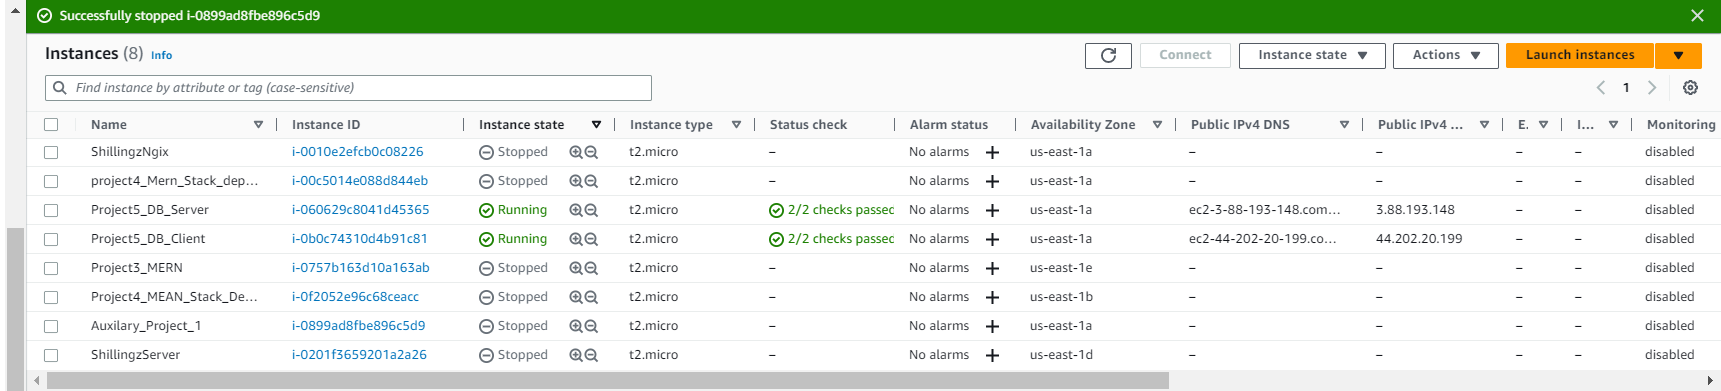 Successfully stopped i-0899ad8fbe896c5d9
Instances (8) Info
Connect Instance state Actions Launch instances
Find instance by attribute or tag (case-sensitive)
1
Name Instance ID Instance state Instance type Status check Alarm status Availability Zone Public IPv4 DNS Public IPv4 ... E. I... Monitoring
ShillingzNgix i-0010e2efcb0c08226 Stopped t2.micro – No alarms + us-east-1a – – – – disabled
project4_Mern_Stack_dep... i-00c5014e088d844eb Stopped t2.micro – No alarms + us-east-1a – – – – disabled
Project5_DB_Server i-060629c8041d45365 Running t2.micro 2/2 checks passed No alarms + us-east-1a ec2-3-88-193-148.com... 3.88.193.148 – – disabled
Project5_DB_Client i-0b0c74310d4b91c81 Running t2.micro 2/2 checks passed No alarms + us-east-1a ec2-44-202-20-199.co... 44.202.20.199 – – disabled
Project3_MERN i-0757b163d10a163ab Stopped t2.micro – No alarms + us-east-1e – – – – disabled
Project4_MEAN_Stack_De... i-0f2052e96c68ceacc Stopped t2.micro – No alarms + us-east-1b – – – – disabled
Auxilary_Project_1 i-0899ad8fbe896c5d9 Stopped t2.micro – No alarms + us-east-1a – – – – disabled
ShillingzServer i-0201f3659201a2a26 Stopped t2.micro – No alarms + us-east-1d – – – – disabled